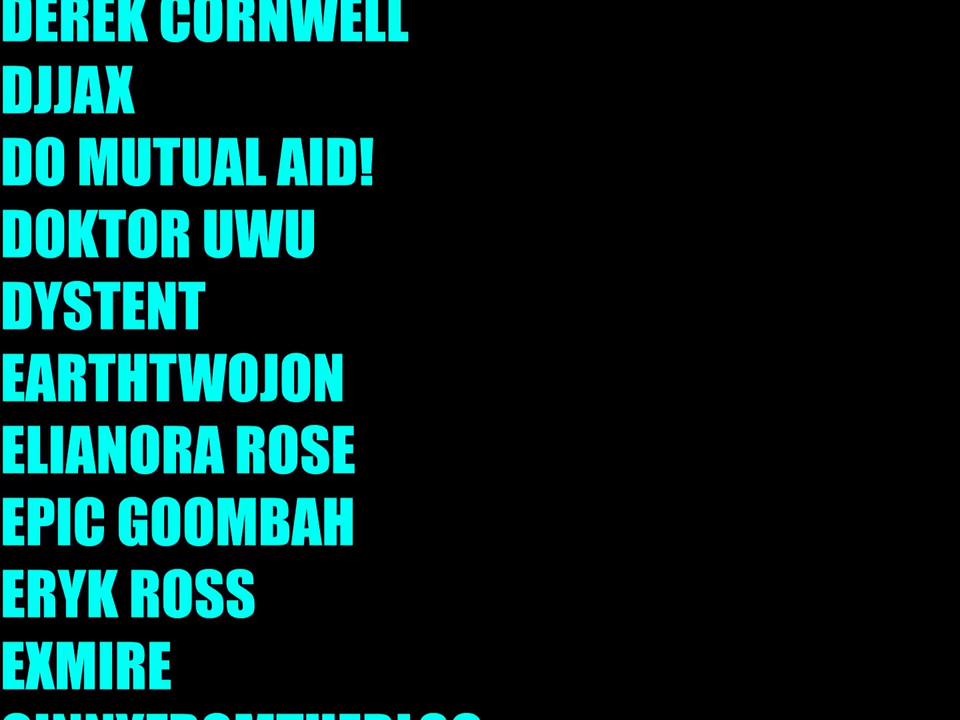 DEREK CORNWELL
DJJAX
DO MUTUAL AID!
DOKTOR UWU
DYSTENT
EARTHTWOJON
ELIANORA ROSE
EPIC GOOMBAH
ERYK ROSS
EXMIRE